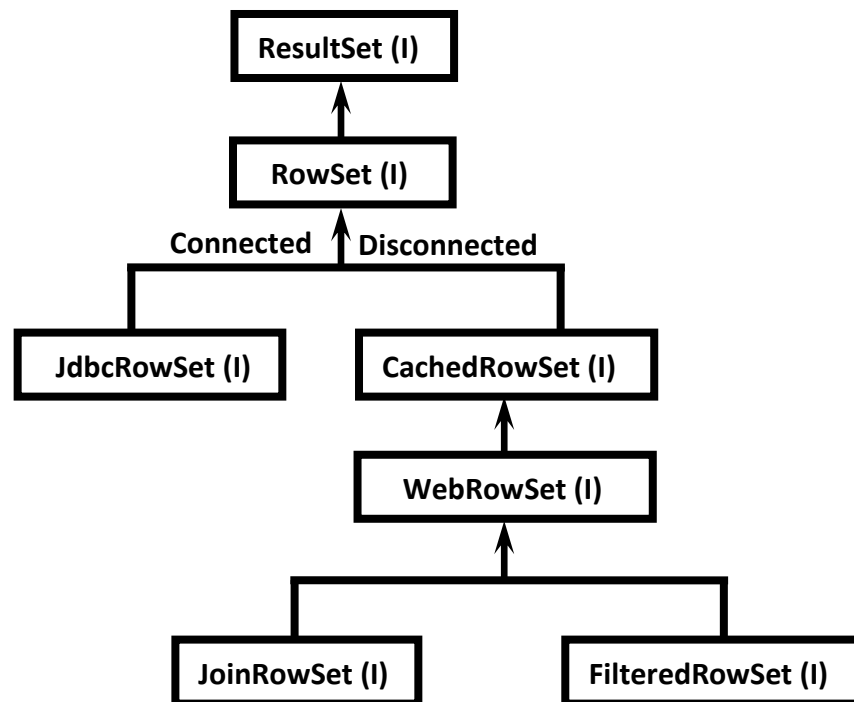 ResultSet (I)
RowSet (I)
Connected Disconnected
JdbcRowSet (I) CachedRowSet (I)
WebRowSet (I)
JoinRowSet (I) FilteredRowSet (I)